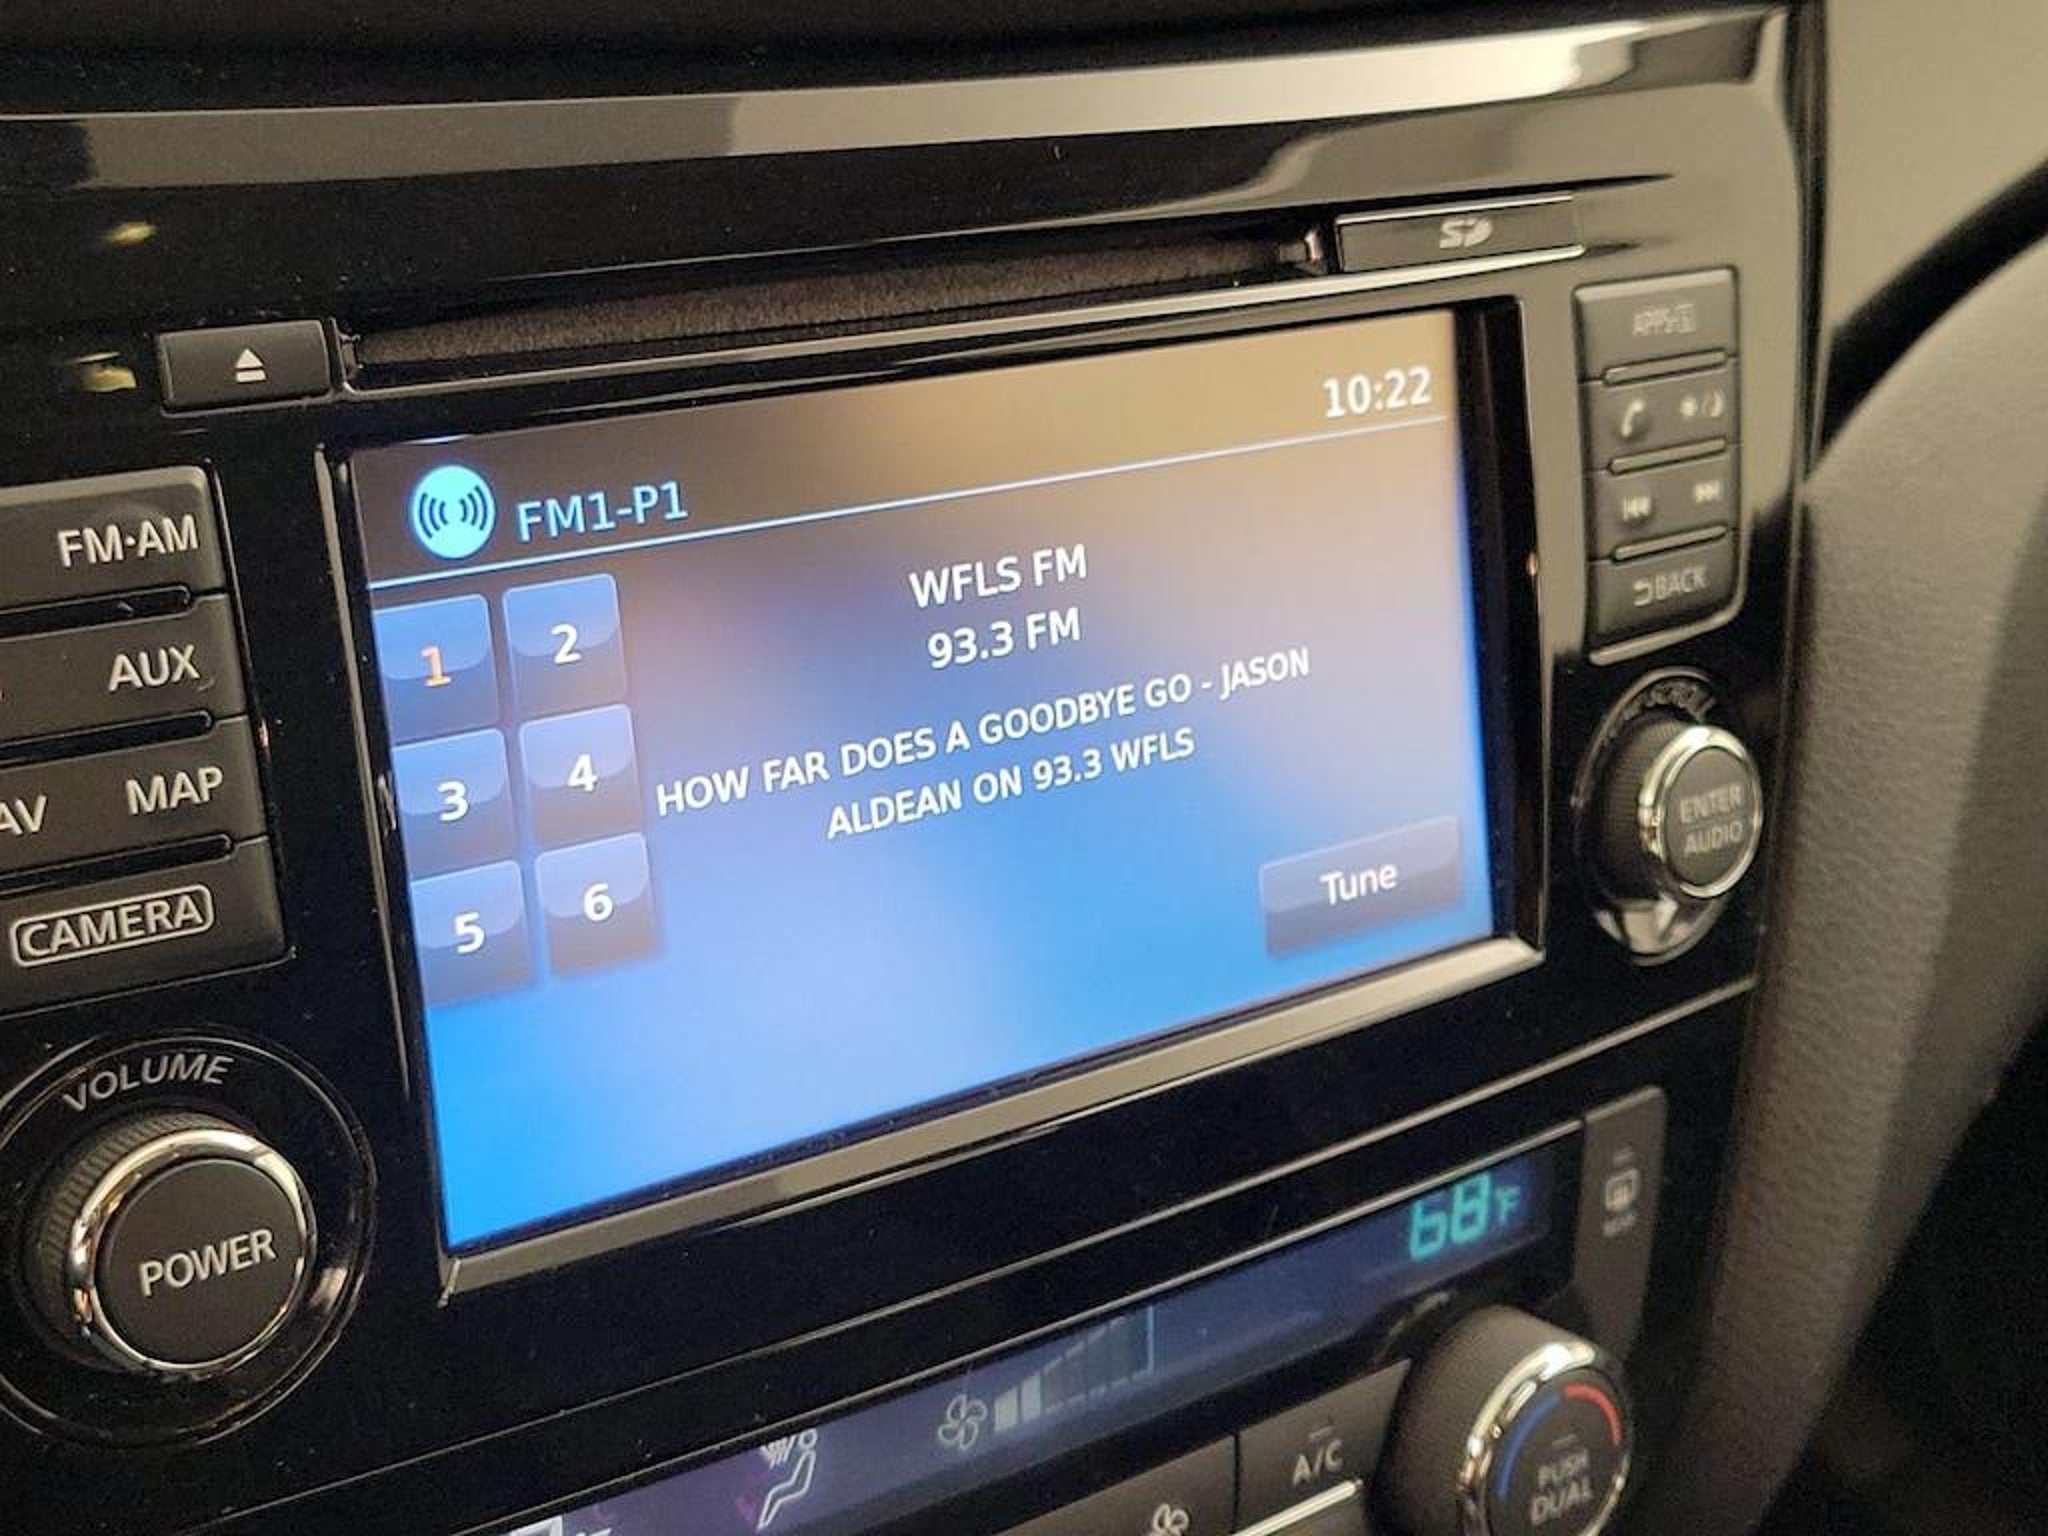 SD
APPS
10:22
FM1-P1
FM·AM
WFLS FM
1
2
93.3 FM
BACK
AUX
HOW FAR DOES A GOODBYE GO - JASON
ALDEAN ON 93.3 WFLS
3
4
AV MAP
ENTER
AUDIO
Tune
5
6
CAMERA
VOLUME
POWER
68°F
A/C
PUSH
DUAL